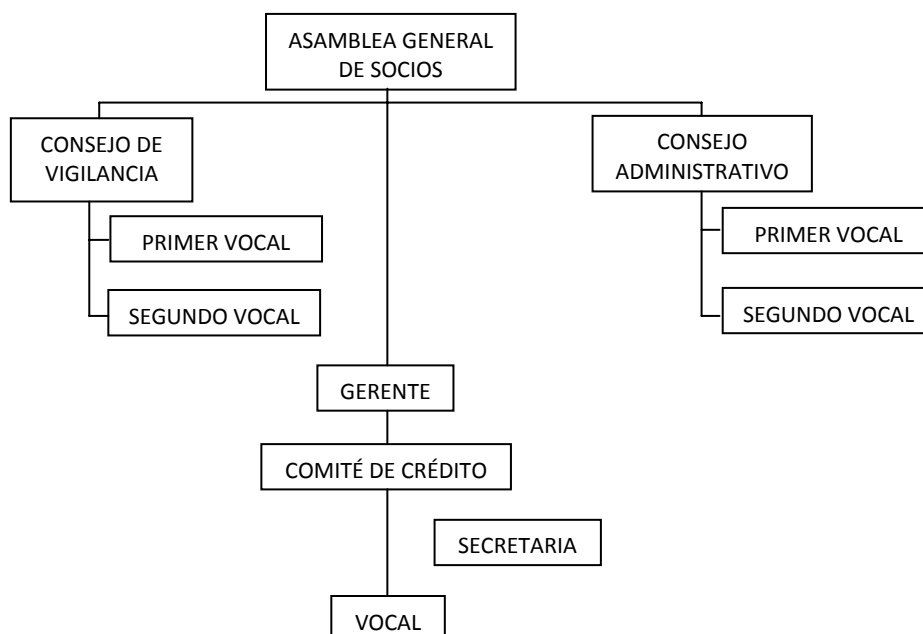 ASAMBLEA GENERAL
DE SOCIOS
CONSEJO DE
VIGILANCIA
CONSEJO
ADMINISTRATIVO
PRIMER VOCAL
PRIMER VOCAL
SEGUNDO VOCAL
SEGUNDO VOCAL
GERENTE
COMITÉ DE CRÉDITO
SECRETARIA
VOCAL